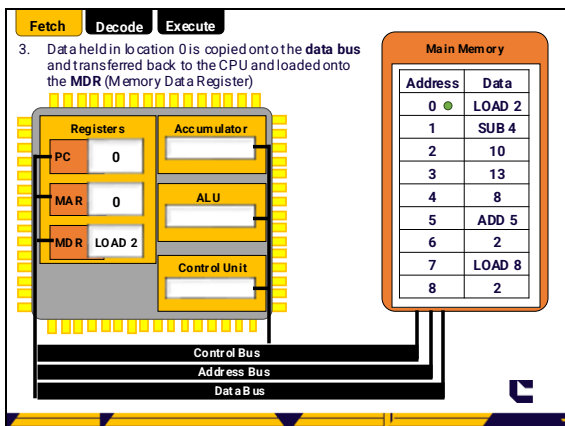 Fetch Decode Execute
3. Data held in location 0 is copied onto the data bus
and transferred back to the CPU and loaded onto
the MDR (Memory Data Register)
Main Memory
Address Data
0 LOAD 2
1 SUB 4
2 10
3 13
4 8
5 ADD 5
6 2
7 LOAD 8
8 2
Registers
PC 0
MAR 0
MDR LOAD 2
Accumulator
ALU
Control Unit
Control Bus
Address Bus
Data Bus